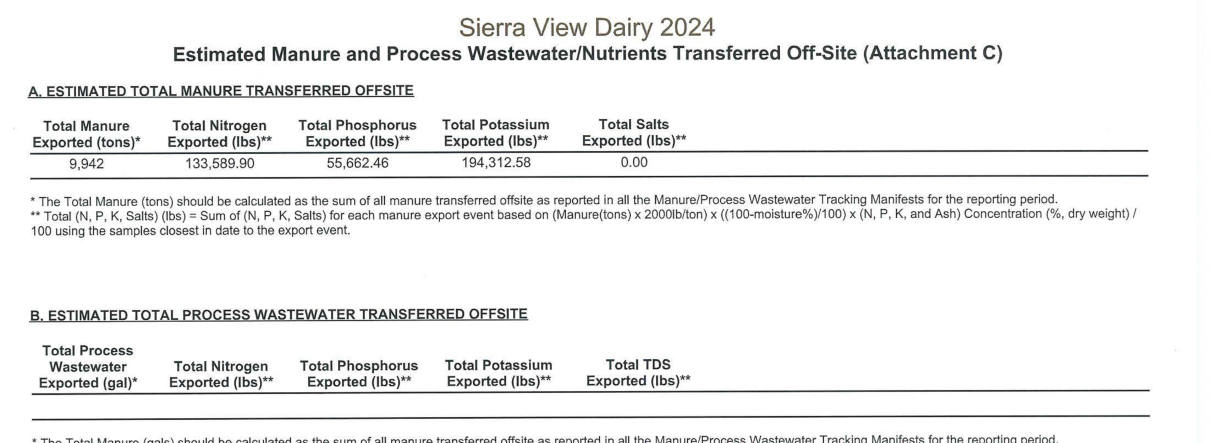 Sierra View Dairy 2024
Estimated Manure and Process Wastewater/Nutrients Transferred Off-Site (Attachment C)
A. ESTIMATED TOTAL MANURE TRANSFERRED OFFSITE
Total Manure Exported (tons)* Total Nitrogen Exported (lbs)** Total Phosphorus Exported (lbs)** Total Potassium Exported (lbs)** Total Salts Exported (lbs)**
9,942 133,589.90 55,662.46 194,312.58 0.00
* The Total Manure (tons) should be calculated as the sum of all manure transferred offsite as reported in all the Manure/Process Wastewater Tracking Manifests for the reporting period.
** Total (N, P, K, Salts) (lbs) = Sum of (N, P, K, Salts) for each manure export event based on (Manure(tons) x 2000lb/ton) x ((100-moisture%)/100) x (N, P, K, and Ash) Concentration (%, dry weight) /
100 using the samples closest in date to the export event.
B. ESTIMATED TOTAL PROCESS WASTEWATER TRANSFERRED OFFSITE
Total Process Wastewater Exported (gal)* Total Nitrogen Exported (lbs)** Total Phosphorus Exported (lbs)** Total Potassium Exported (lbs)** Total TDS Exported (lbs)**
* The Total Manure (gals) should be calculated as the sum of all manure transferred offsite as reported in all the Manure/Process Wastewater Tracking Manifests for the reporting period.